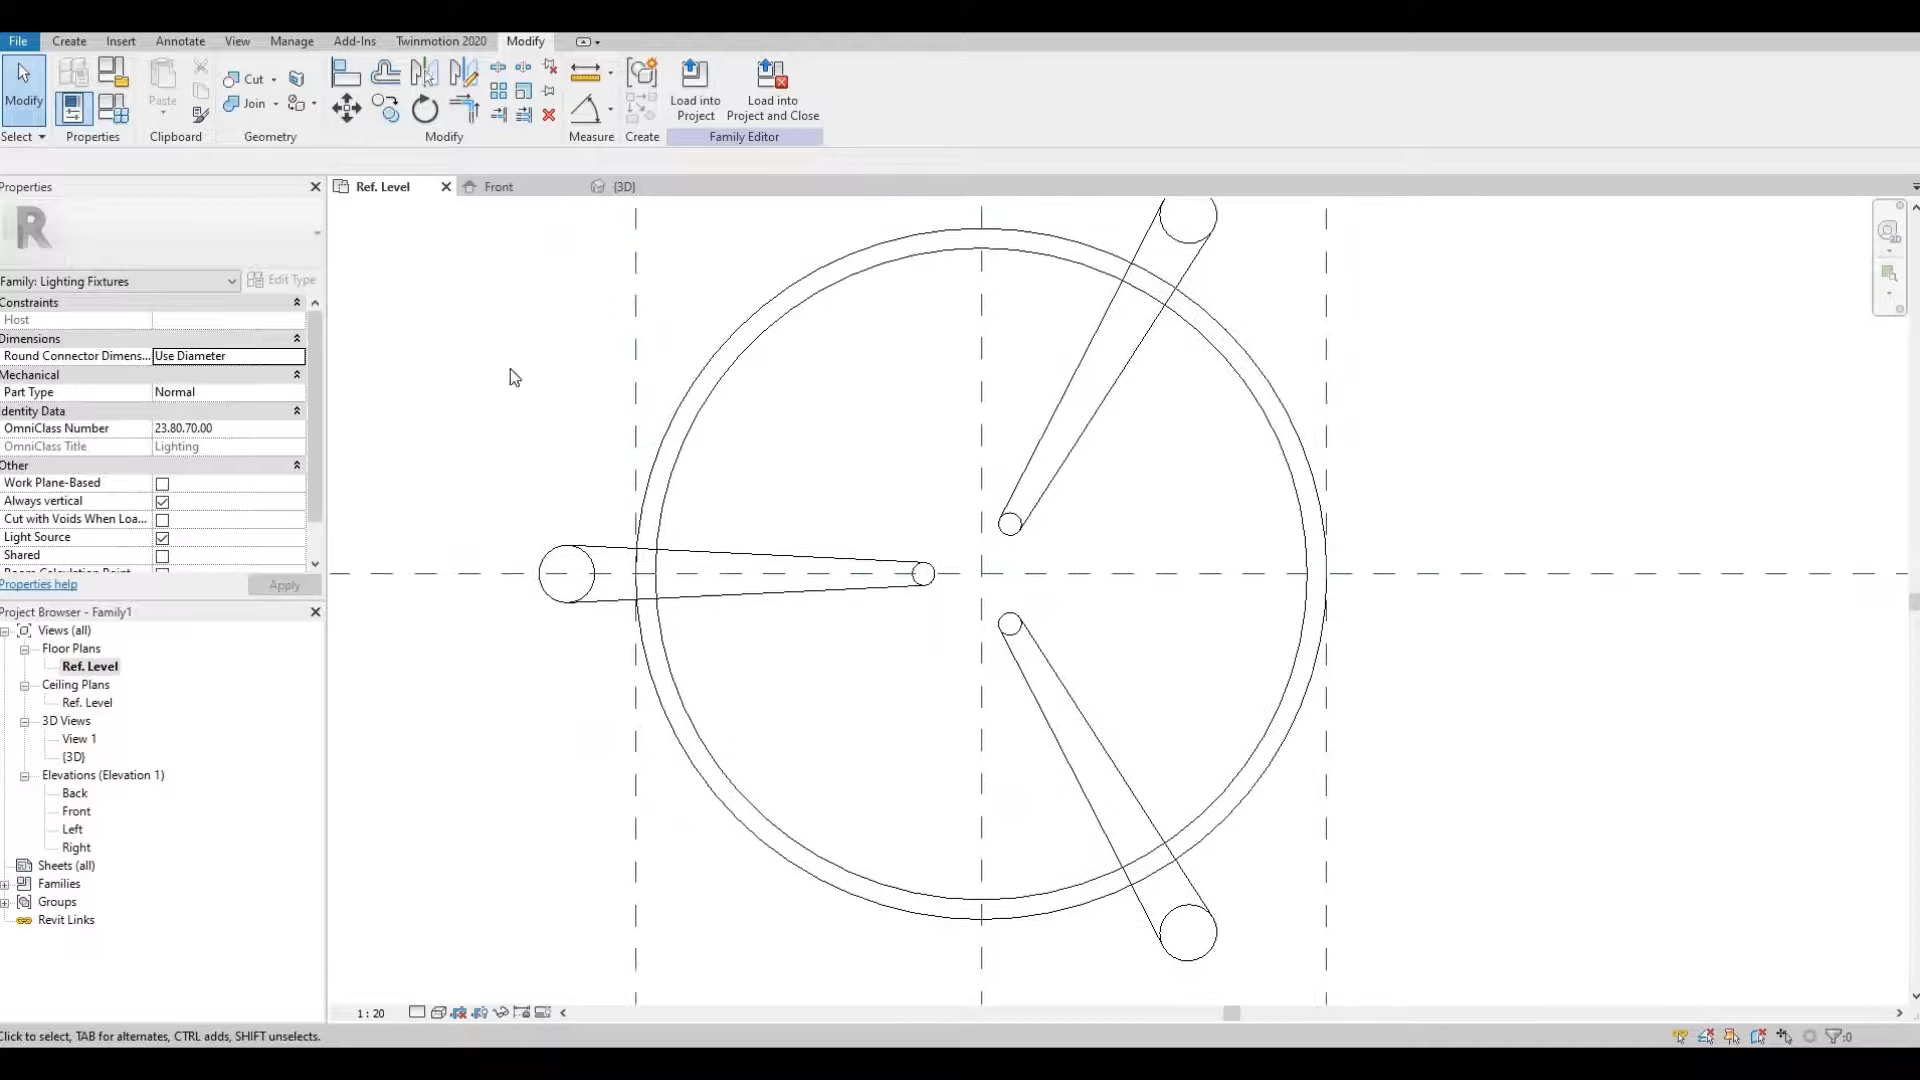 File Create Insert Annotate View Manage Add-Ins Twinmotion 2020 Modify
Modify
Paste
Cut
Join
Load into Project
Load into Project and Close
Select Properties Clipboard Geometry Modify Measure Create Family Editor
Properties
Ref. Level Front {3D}
R
Family: Lighting Fixtures Edit Type
Constraints
Host
Dimensions
Round Connector Dimens... Use Diameter
Mechanical
Part Type Normal
Identity Data
OmniClass Number 23.80.70.00
OmniClass Title Lighting
Other
Work Plane-Based
Always vertical
Cut with Voids When Loa...
Light Source
Shared
Properties help Apply
Project Browser - Family1
Views (all)
Floor Plans
Ref. Level
Ceiling Plans
Ref. Level
3D Views
View 1
{3D}
Elevations (Elevation 1)
Back
Front
Left
Right
Sheets (all)
Families
Groups
Revit Links
1 : 20
Click to select, TAB for alternates, CTRL adds, SHIFT unselects.
:0